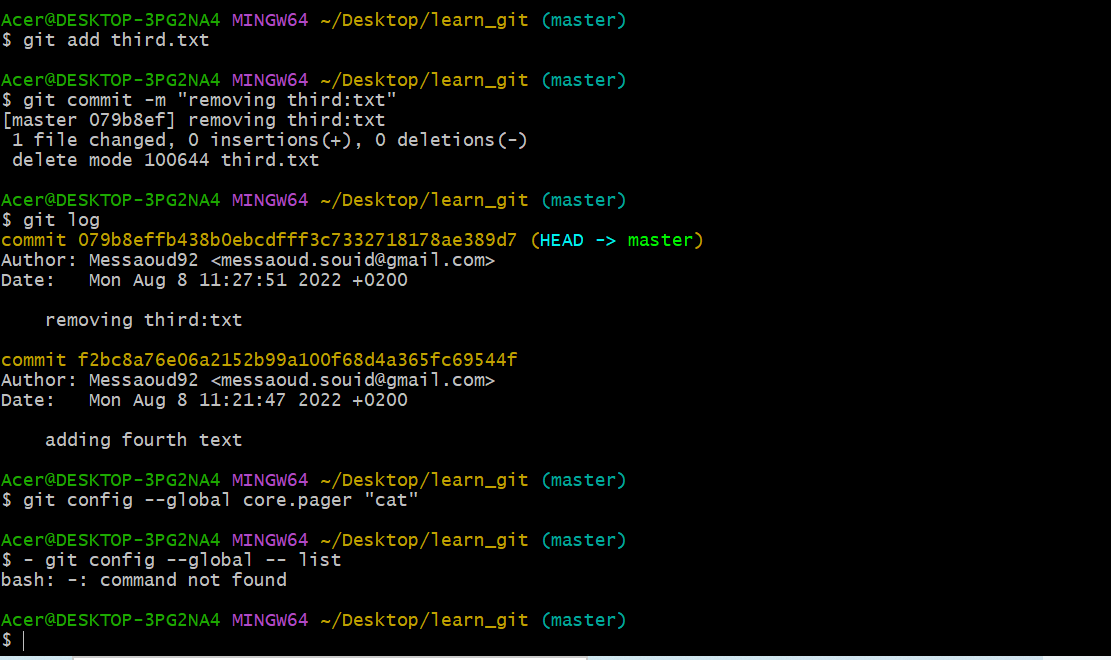 Acer@DESKTOP-3PG2NA4 MINGW64 ~/Desktop/learn_git (master)
$ git add third.txt
Acer@DESKTOP-3PG2NA4 MINGW64 ~/Desktop/learn_git (master)
$ git commit -m "removing third:txt"
[master 079b8ef] removing third:txt
 1 file changed, 0 insertions(+), 0 deletions(-)
 delete mode 100644 third.txt
Acer@DESKTOP-3PG2NA4 MINGW64 ~/Desktop/learn_git (master)
$ git log
commit 079b8effb438b0ebcdfff3c7332718178ae389d7 (HEAD -> master)
Author: Messaoud92 <messaoud.souid@gmail.com>
Date:   Mon Aug 8 11:27:51 2022 +0200
    removing third:txt
commit f2bc8a76e06a2152b99a100f68d4a365fc69544f
Author: Messaoud92 <messaoud.souid@gmail.com>
Date:   Mon Aug 8 11:21:47 2022 +0200
    adding fourth text
Acer@DESKTOP-3PG2NA4 MINGW64 ~/Desktop/learn_git (master)
$ git config --global core.pager "cat"
Acer@DESKTOP-3PG2NA4 MINGW64 ~/Desktop/learn_git (master)
$ - git config --global -- list
bash: -: command not found
Acer@DESKTOP-3PG2NA4 MINGW64 ~/Desktop/learn_git (master)
$